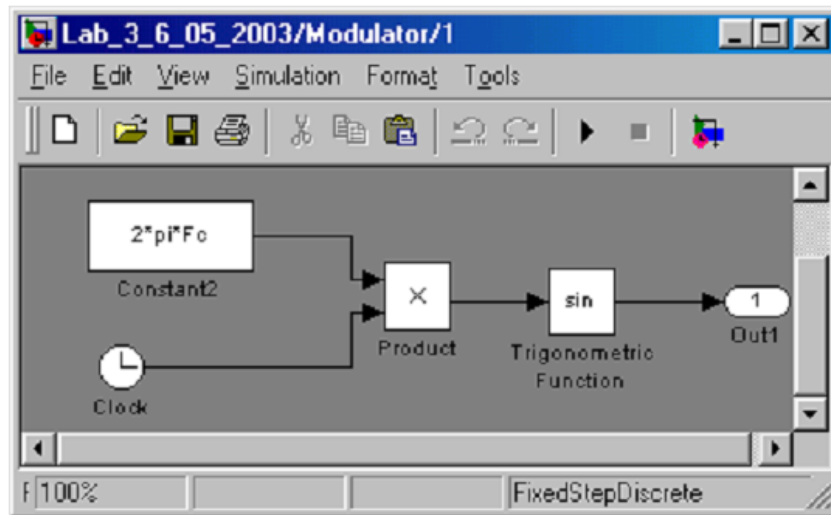 Lab_3_6_05_2003/Modulator/1
File Edit View Simulation Format Tools
2*pi*Fc
Constant2
Clock
×
Product
sin
Trigonometric
Function
1
Out1
100%
FixedStepDiscrete